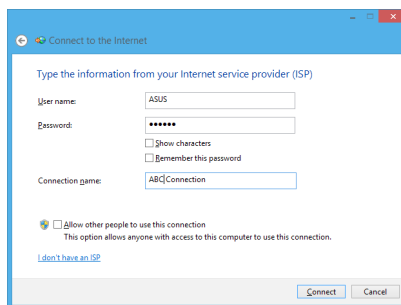 Connect to the Internet
Type the information from your Internet service provider (ISP)
User name: ASUS
Password: ••••••
Show characters
Remember this password
Connection name: ABC Connection
Allow other people to use this connection
This option allows anyone with access to this computer to use this connection.
I don't have an ISP
Connect Cancel